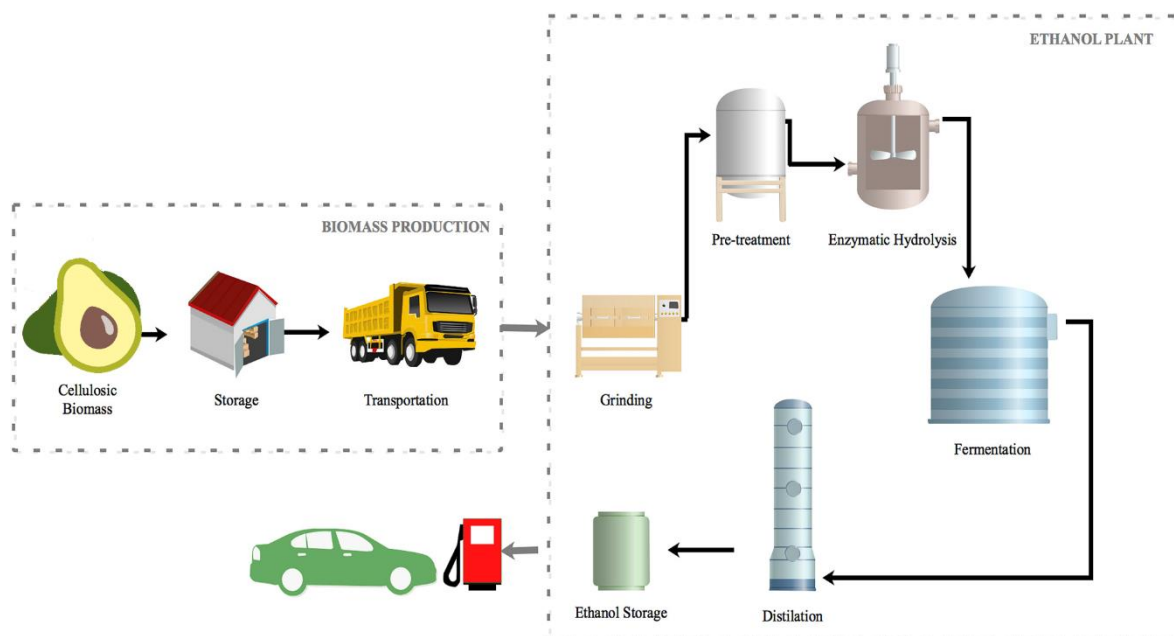 ETHANOL PLANT
Pre-treatment
Enzymatic Hydrolysis
BIOMASS PRODUCTION
Cellulosic
Biomass
Storage
Transportation
Grinding
Fermentation
Ethanol Storage
Distilation